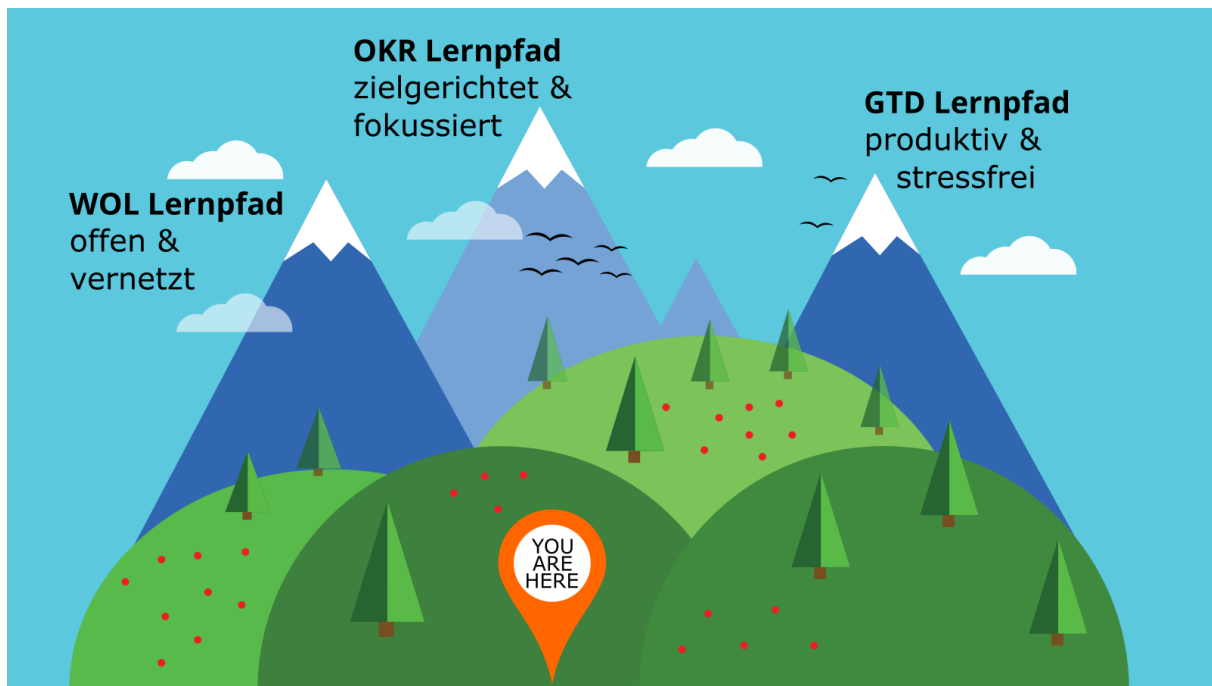 OKR Lernpfad
zielgerichtet &
fokussiert
GTD Lernpfad
produktiv &
stressfrei
WOL Lernpfad
offen &
vernetzt
YOU
ARE
HERE